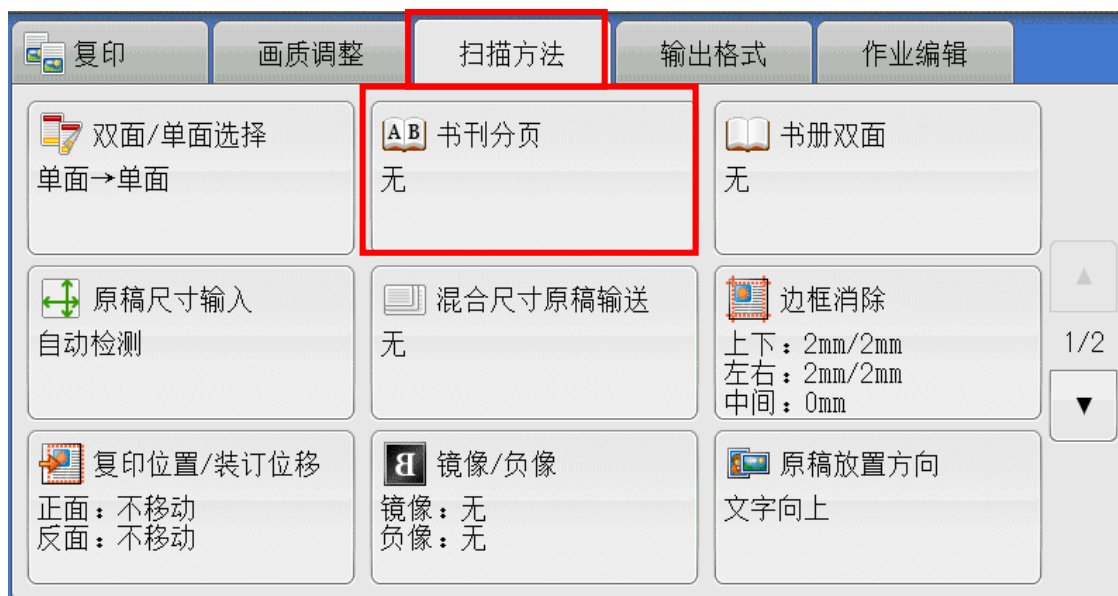 复印
画质调整
扫描方法
输出格式
作业编辑
双面/单面选择
单面→单面
AB 书刊分页
无
书册双面
无
原稿尺寸输入
自动检测
混合尺寸原稿输送
无
边框消除
上下：2mm/2mm
左右：2mm/2mm
中间：0mm
▲
1/2
▼
复印位置/装订位移
正面：不移动
反面：不移动
镜像/负像
镜像：无
负像：无
原稿放置方向
文字向上